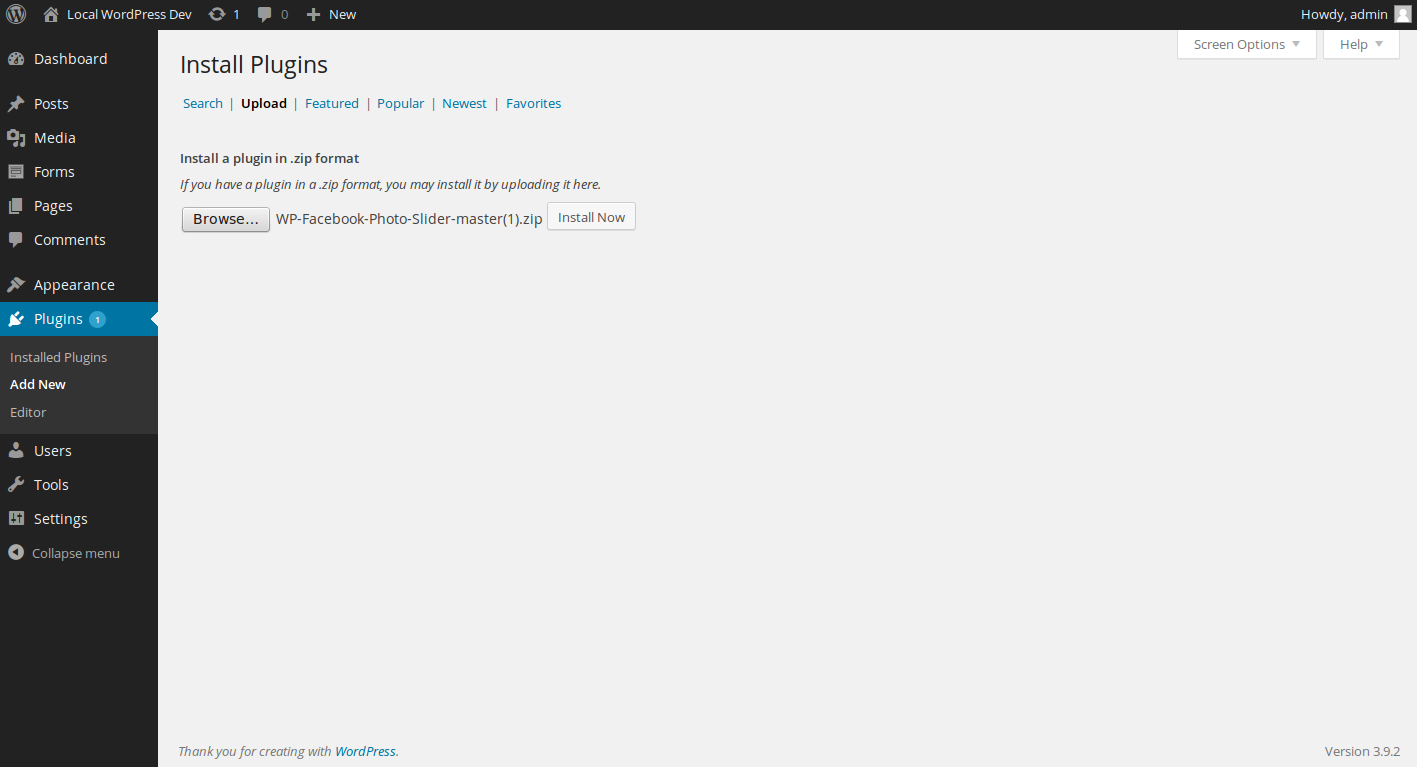 Local WordPress Dev 1 0 New Howdy, admin
Screen Options Help
Dashboard
Posts
Media
Forms
Pages
Comments
Appearance
Plugins 1
Installed Plugins
Add New
Editor
Users
Tools
Settings
Collapse menu
Install Plugins
Search | Upload | Featured | Popular | Newest | Favorites
Install a plugin in .zip format
If you have a plugin in a .zip format, you may install it by uploading it here.
Browse... WP-Facebook-Photo-Slider-master(1).zip Install Now
Thank you for creating with WordPress. Version 3.9.2